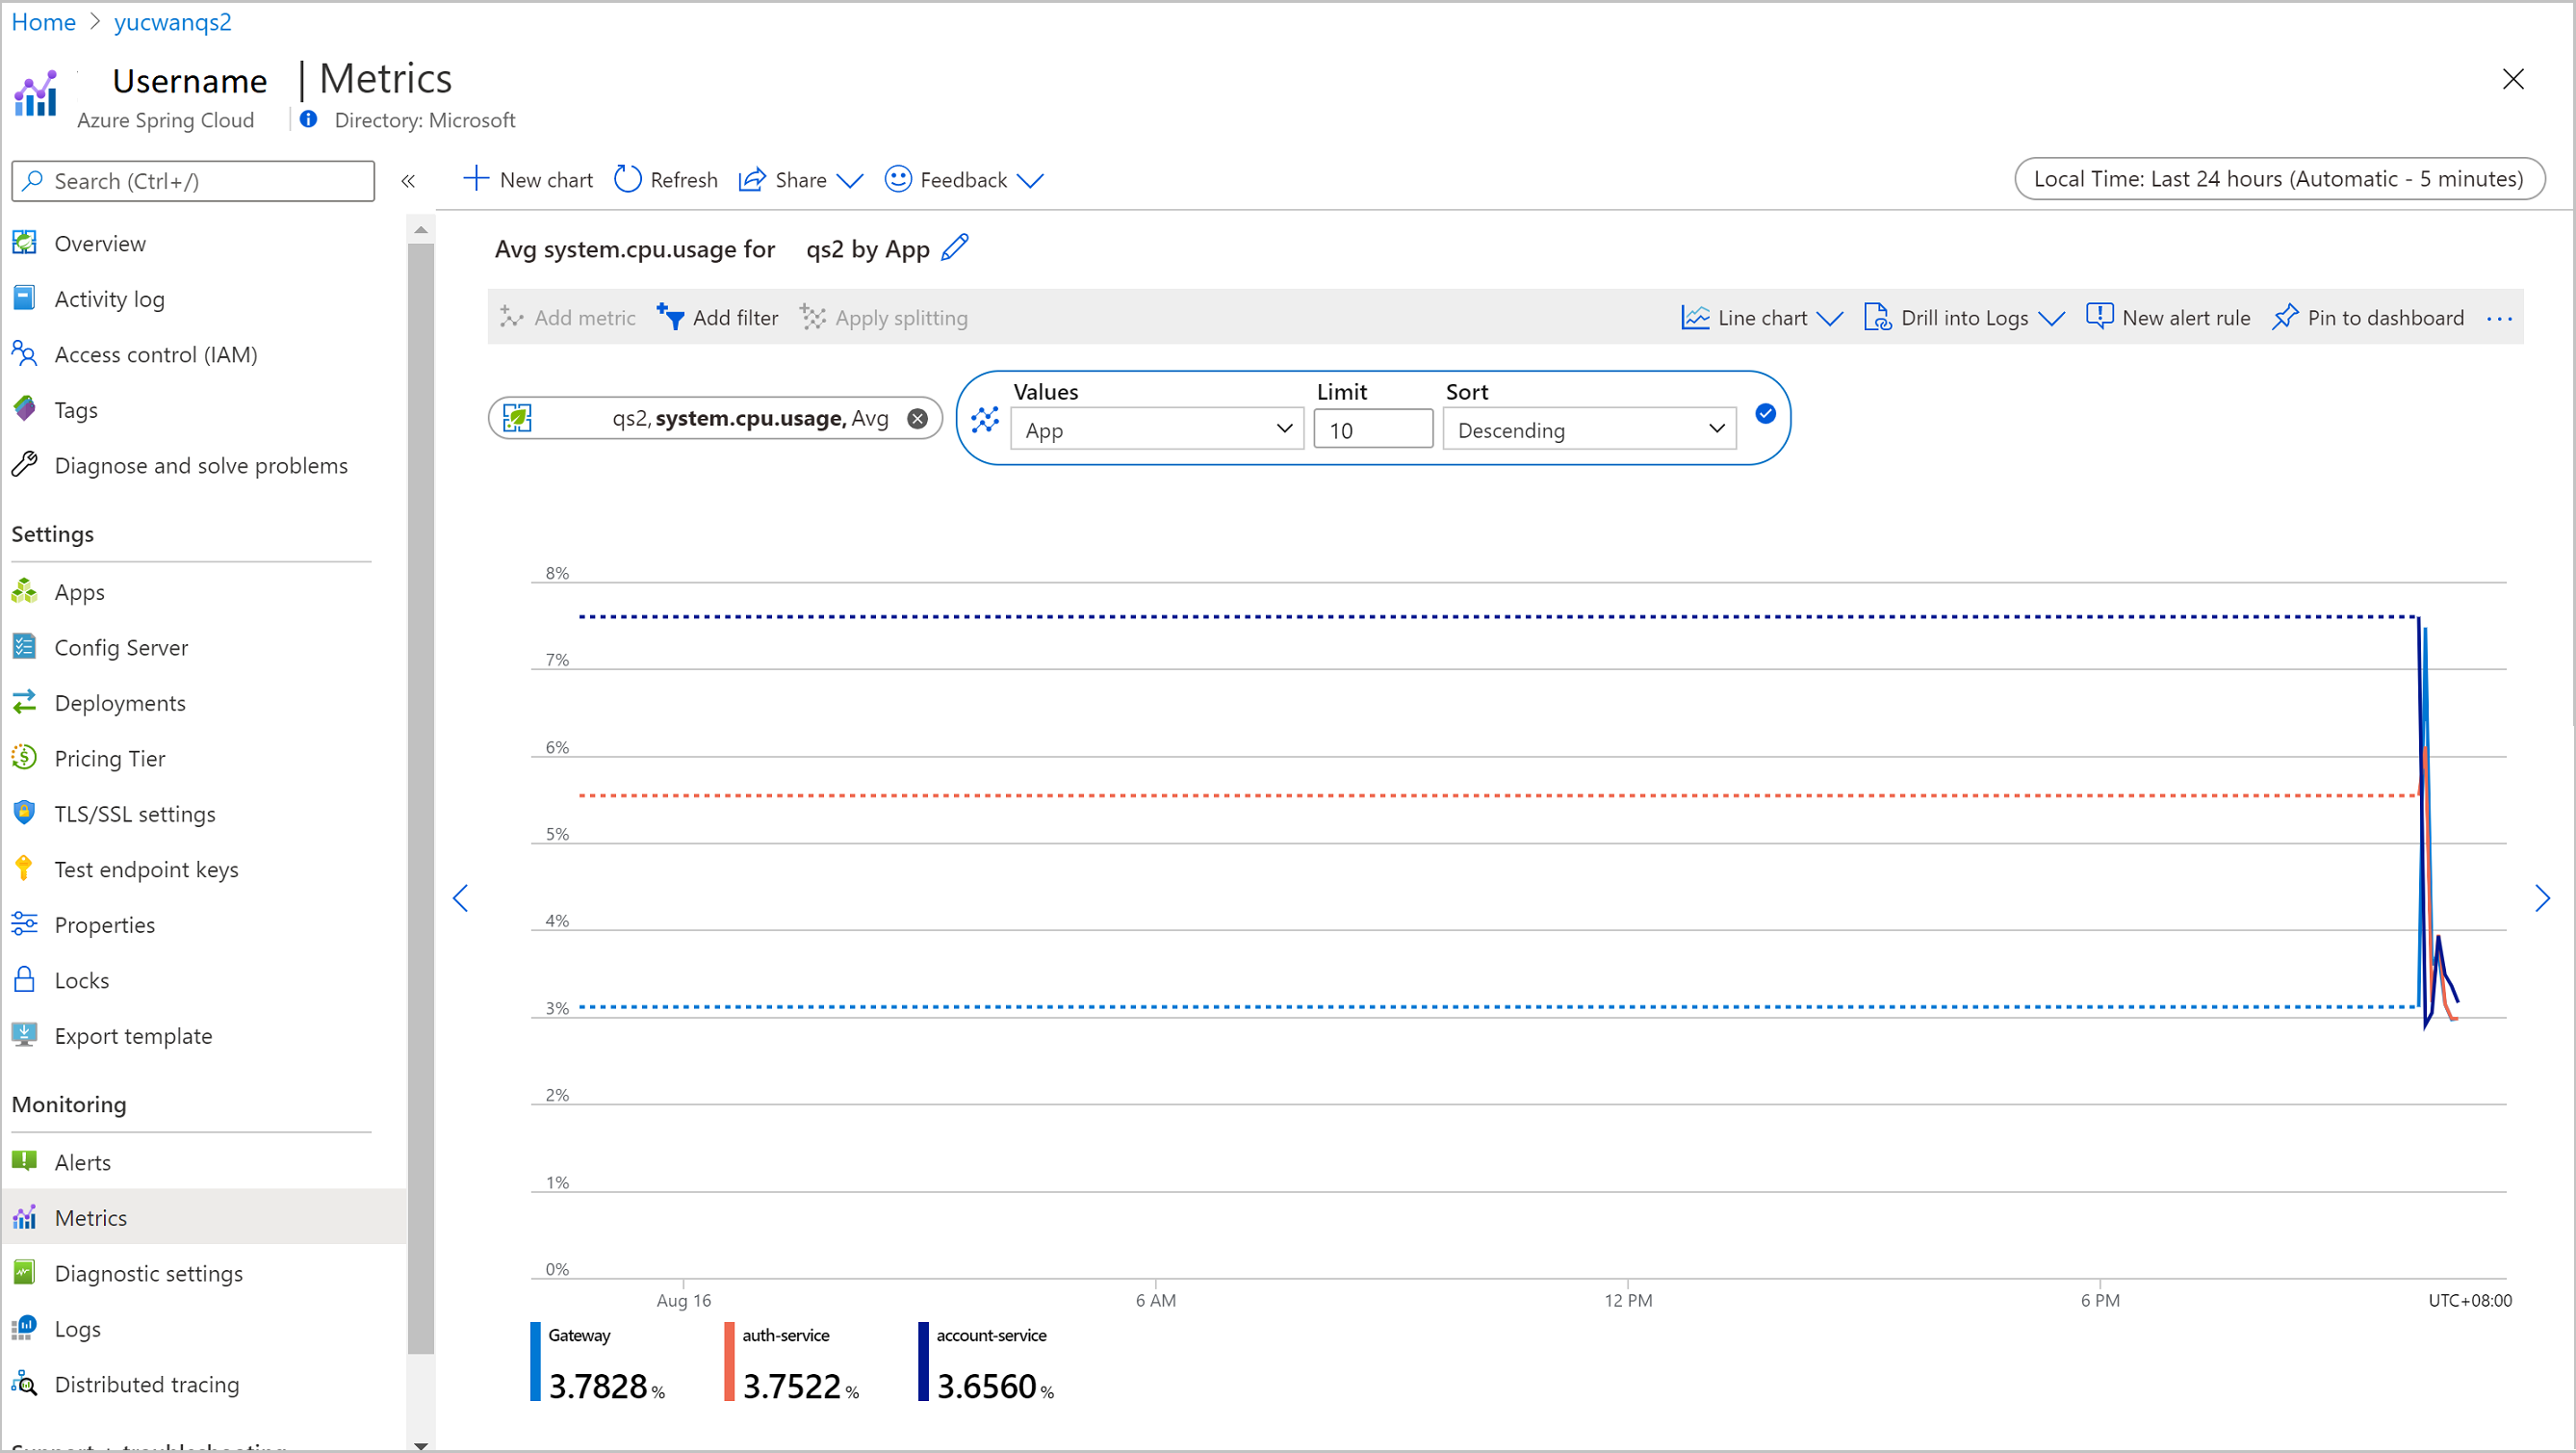 Home > yucwanqs2
Username | Metrics
Azure Spring Cloud
Directory: Microsoft
Search (Ctrl+/)
«
Overview
Activity log
Access control (IAM)
Tags
Diagnose and solve problems
Settings
Apps
Config Server
Deployments
Pricing Tier
TLS/SSL settings
Test endpoint keys
Properties
Locks
Export template
Monitoring
Alerts
Metrics
Diagnostic settings
Logs
Distributed tracing
New chart Refresh Share Feedback
Local Time: Last 24 hours (Automatic - 5 minutes)
Avg system.cpu.usage for qs2 by App
Add metric Add filter Apply splitting
Line chart Drill into Logs New alert rule Pin to dashboard ...
qs2, system.cpu.usage, Avg
Values Limit Sort
App 10 Descending
8%
7%
6%
5%
4%
3%
2%
1%
0%
Aug 16 6 AM 12 PM 6 PM UTC+08:00
Gateway
3.7828 %
auth-service
3.7522 %
account-service
3.6560 %